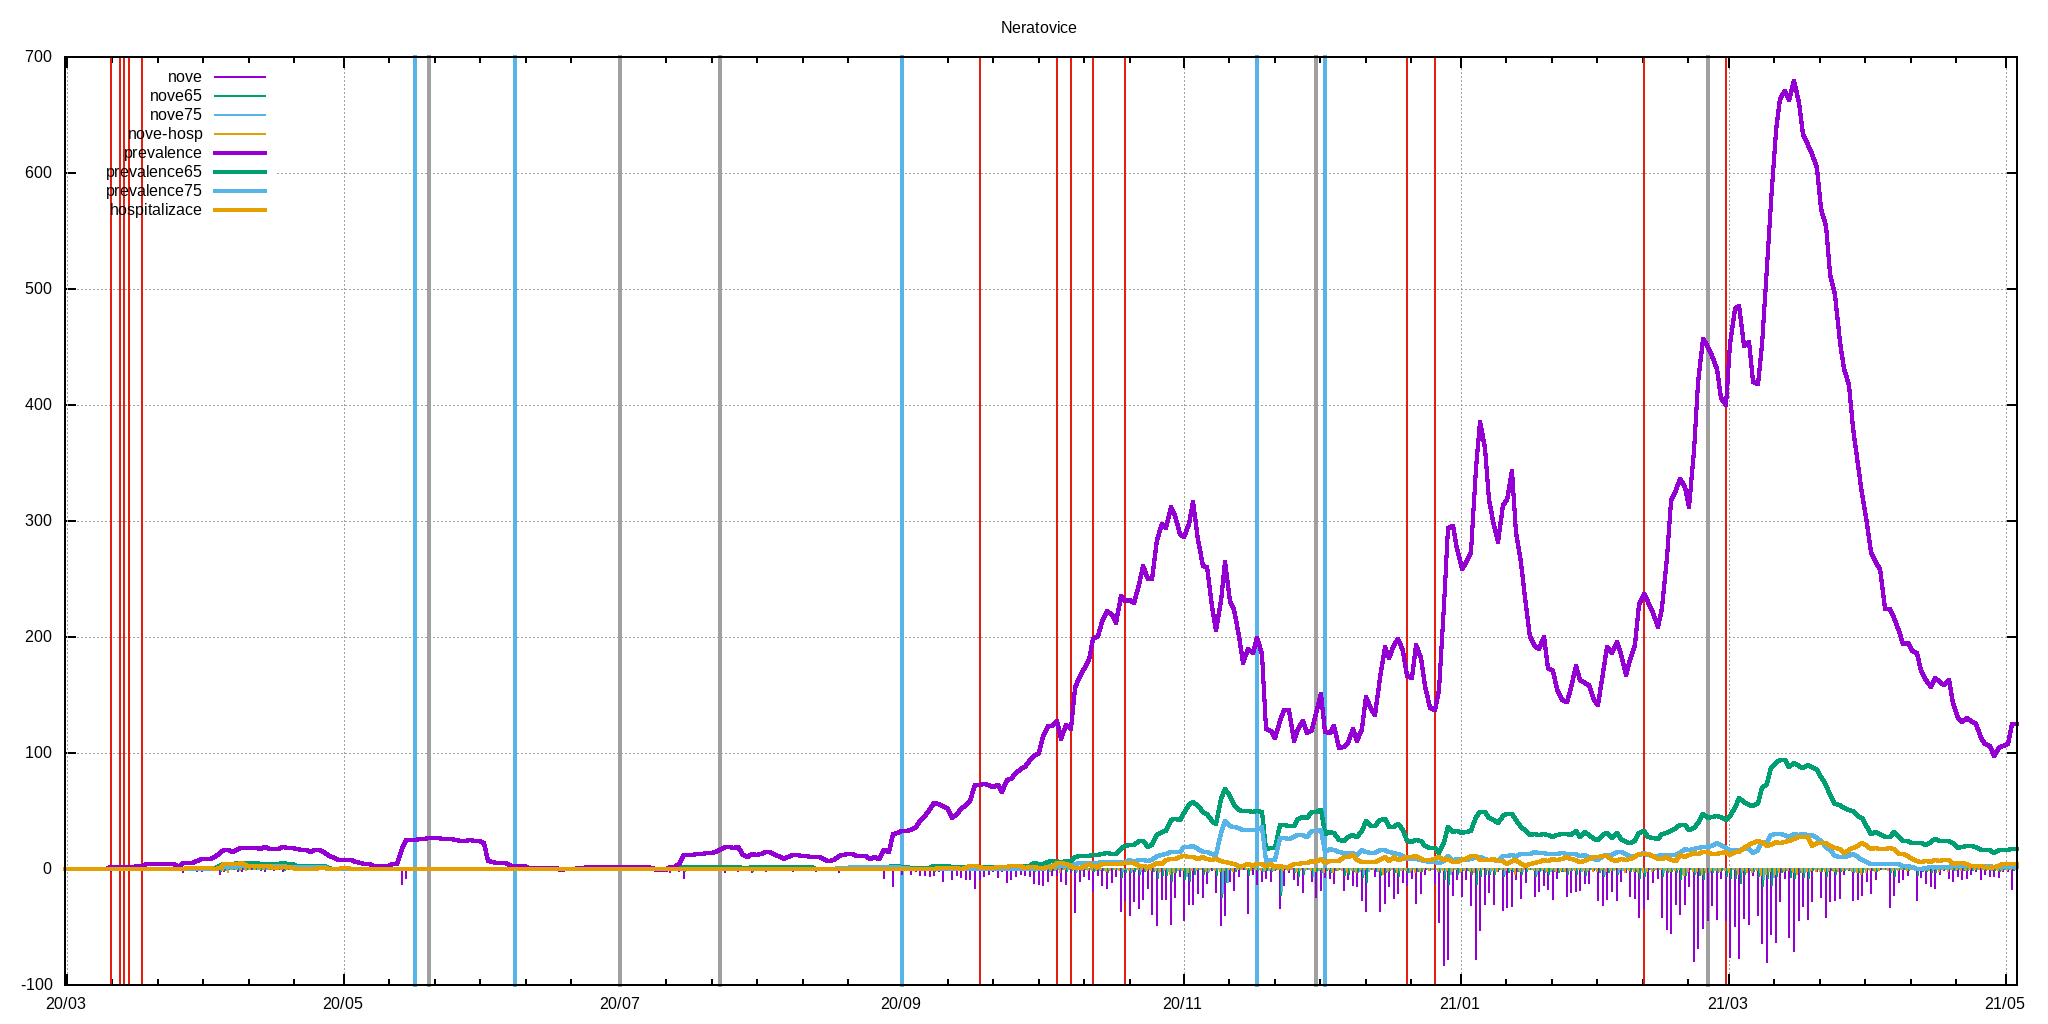 Neratovice
700
600
500
400
300
200
100
0
-100
nove
nove65
nove75
nove-hosp
prevalence
prevalence65
prevalence75
hospitalizace
20/03
20/05
20/07
20/09
20/11
21/01
21/03
21/05